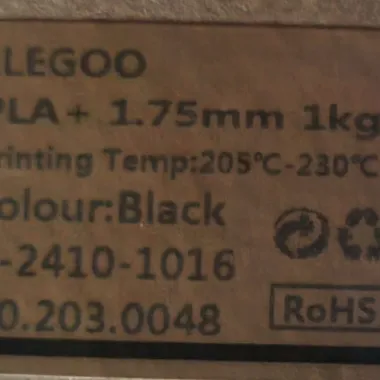 LEGOO
PLA+ 1.75mm 1kg
rinting Temp:205℃-230℃
olour:Black
-2410-1016
0.203.0048
RoHS